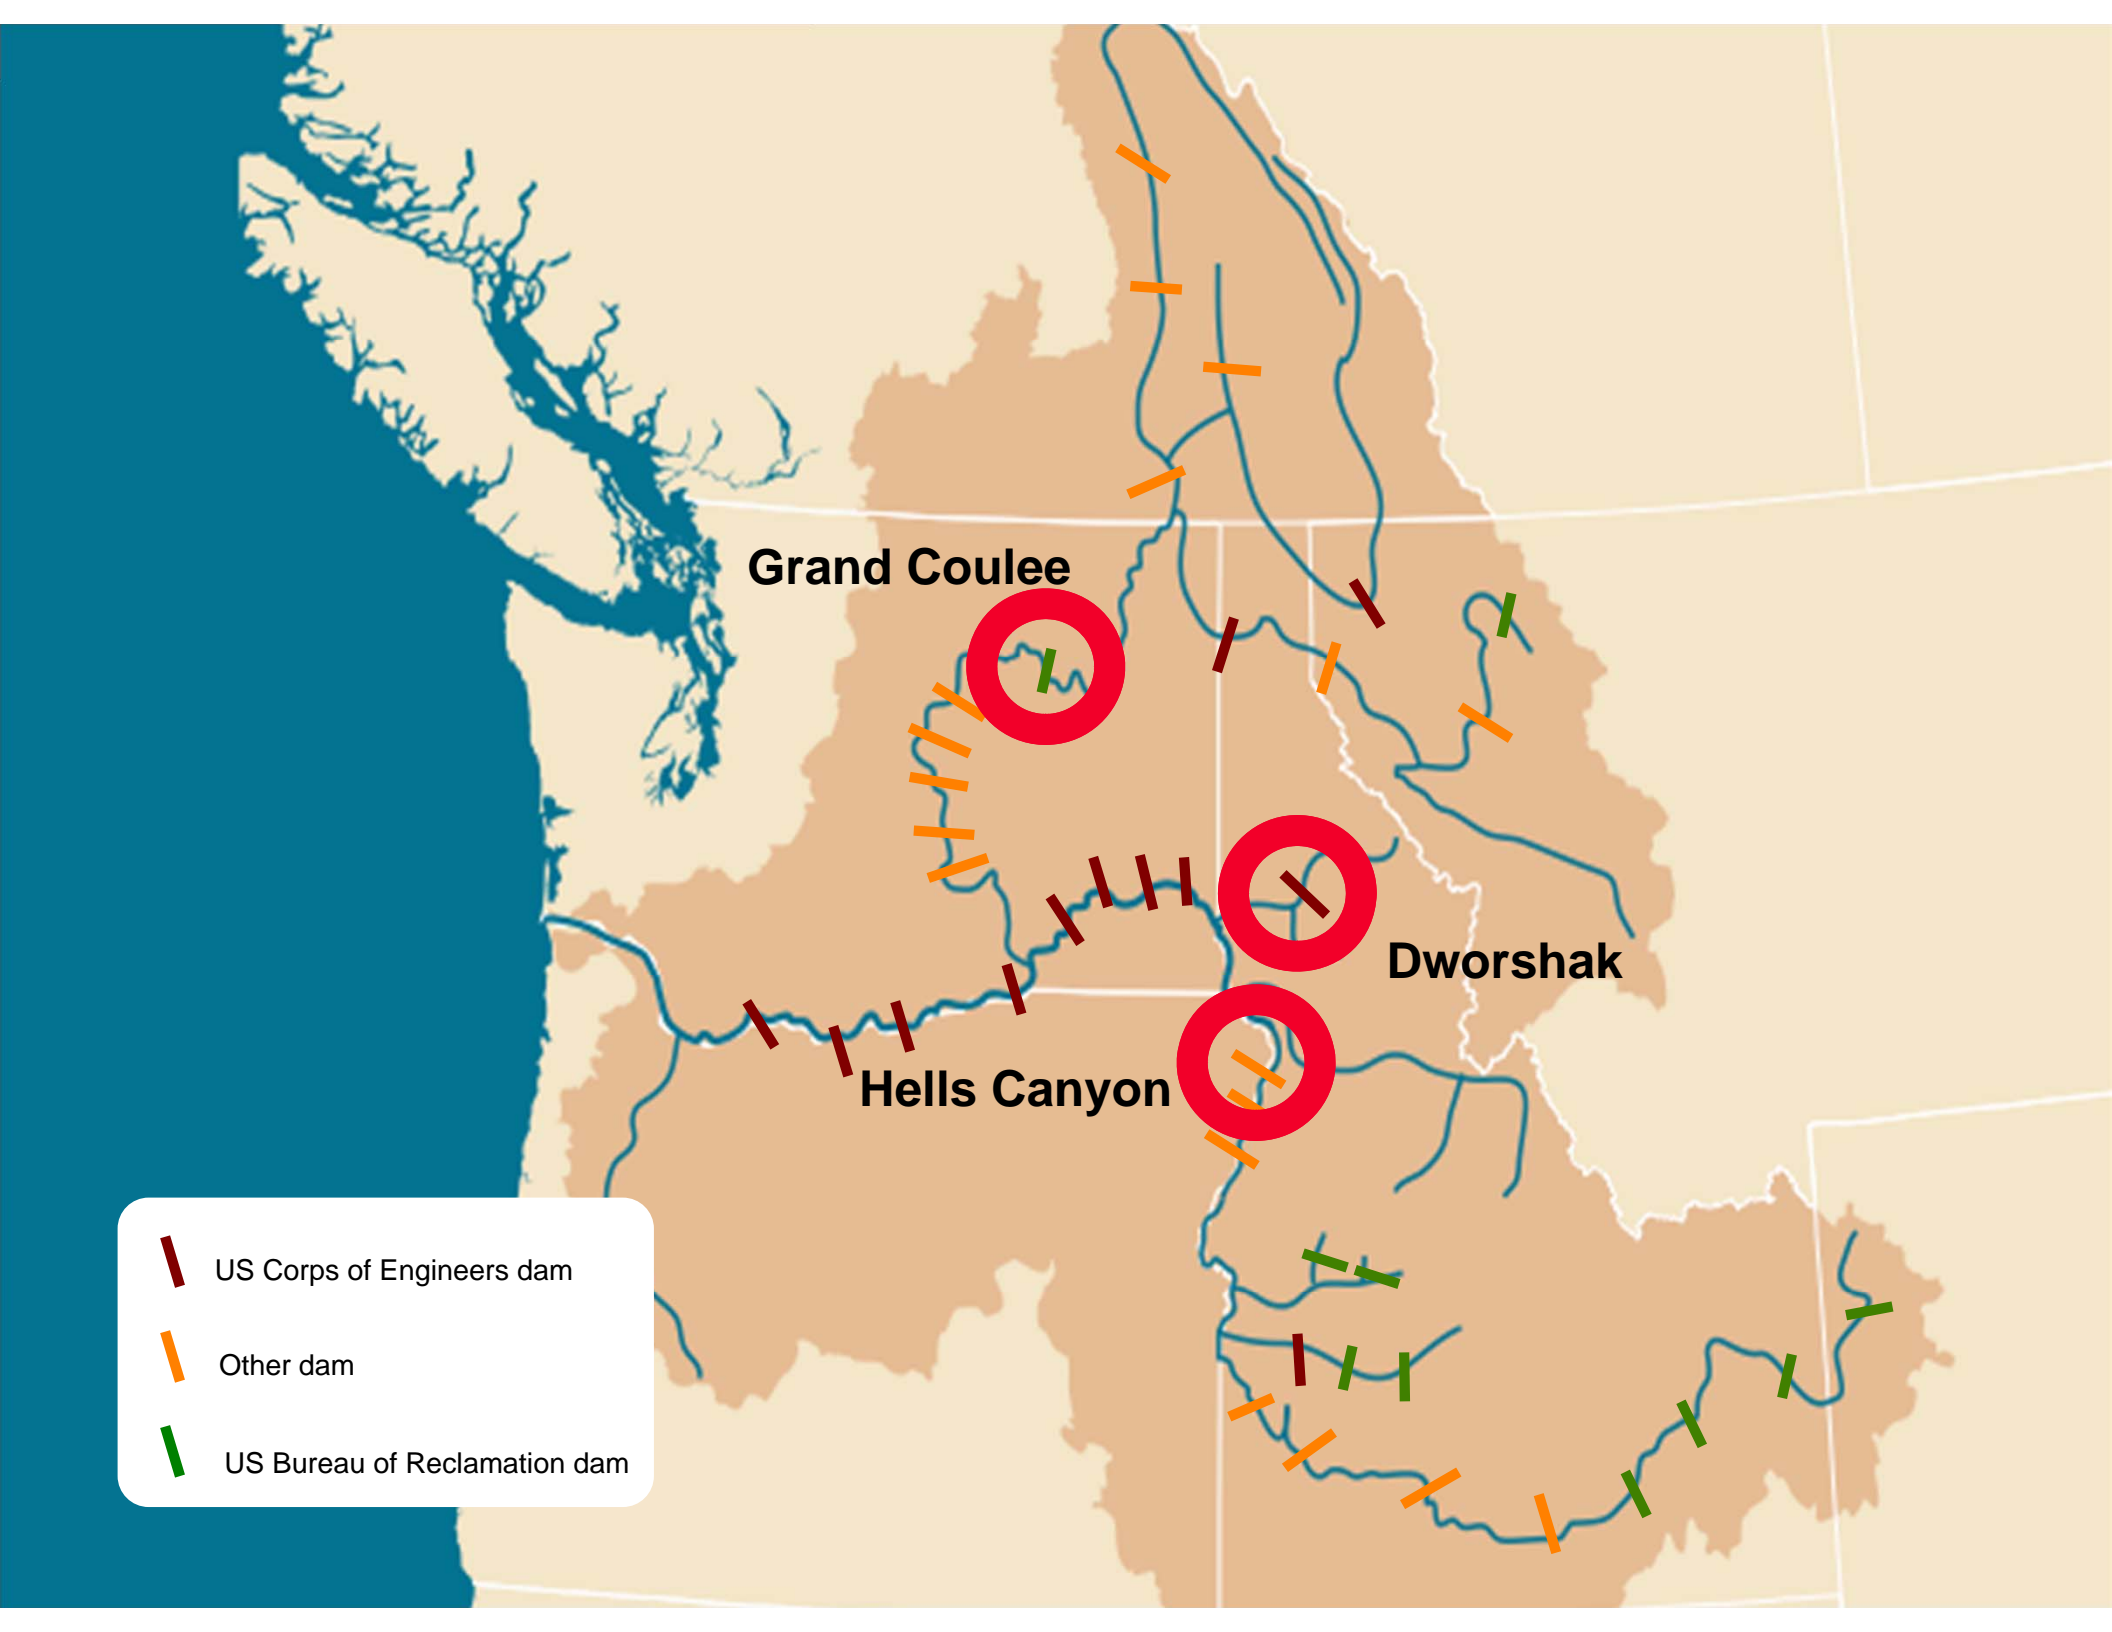 Grand Coulee
Dworshak
Hells Canyon
US Corps of Engineers dam
Other dam
US Bureau of Reclamation dam